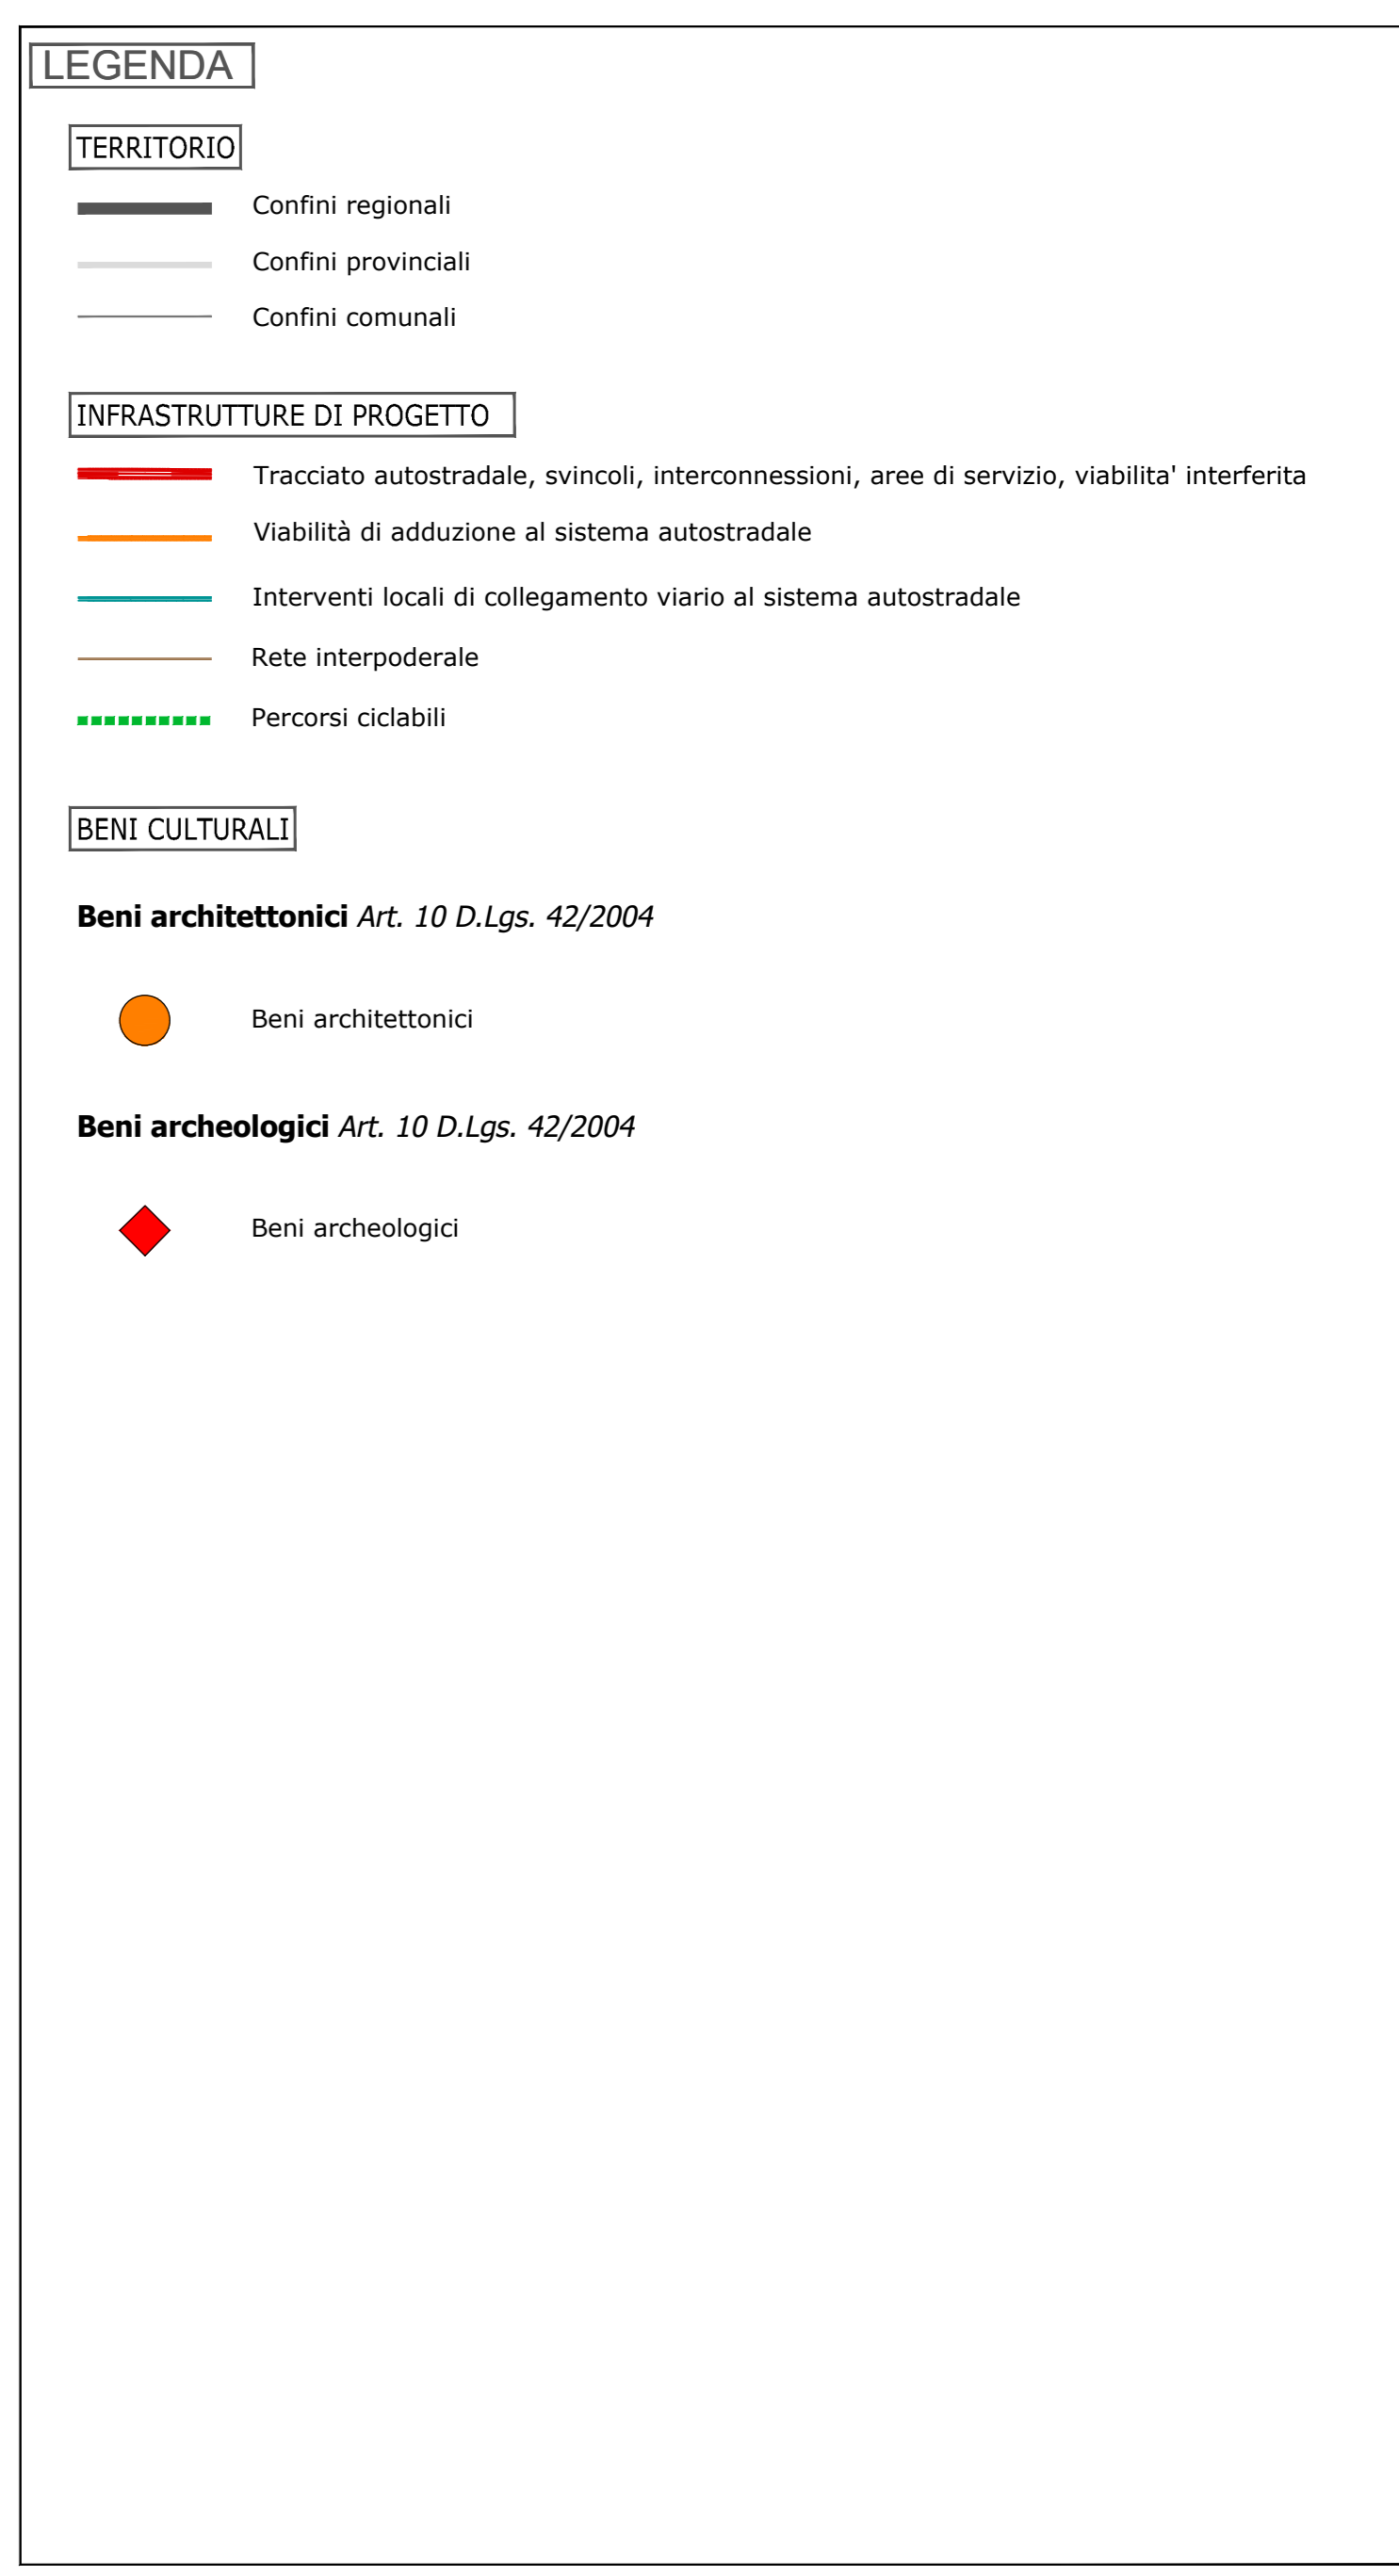 LEGENDA
TERRITORIO
Confini regionali
Confini provinciali
Confini comunali
INFRASTRUTTURE DI PROGETTO
Tracciato autostradale, svincoli, interconnessioni, aree di servizio, viabilita' interferita
Viabilità di adduzione al sistema autostradale
Interventi locali di collegamento viario al sistema autostradale
Rete interpoderale
Percorsi ciclabili
BENI CULTURALI
Beni architettonici Art. 10 D.Lgs. 42/2004
Beni architettonici
Beni archeologici Art. 10 D.Lgs. 42/2004
Beni archeologici